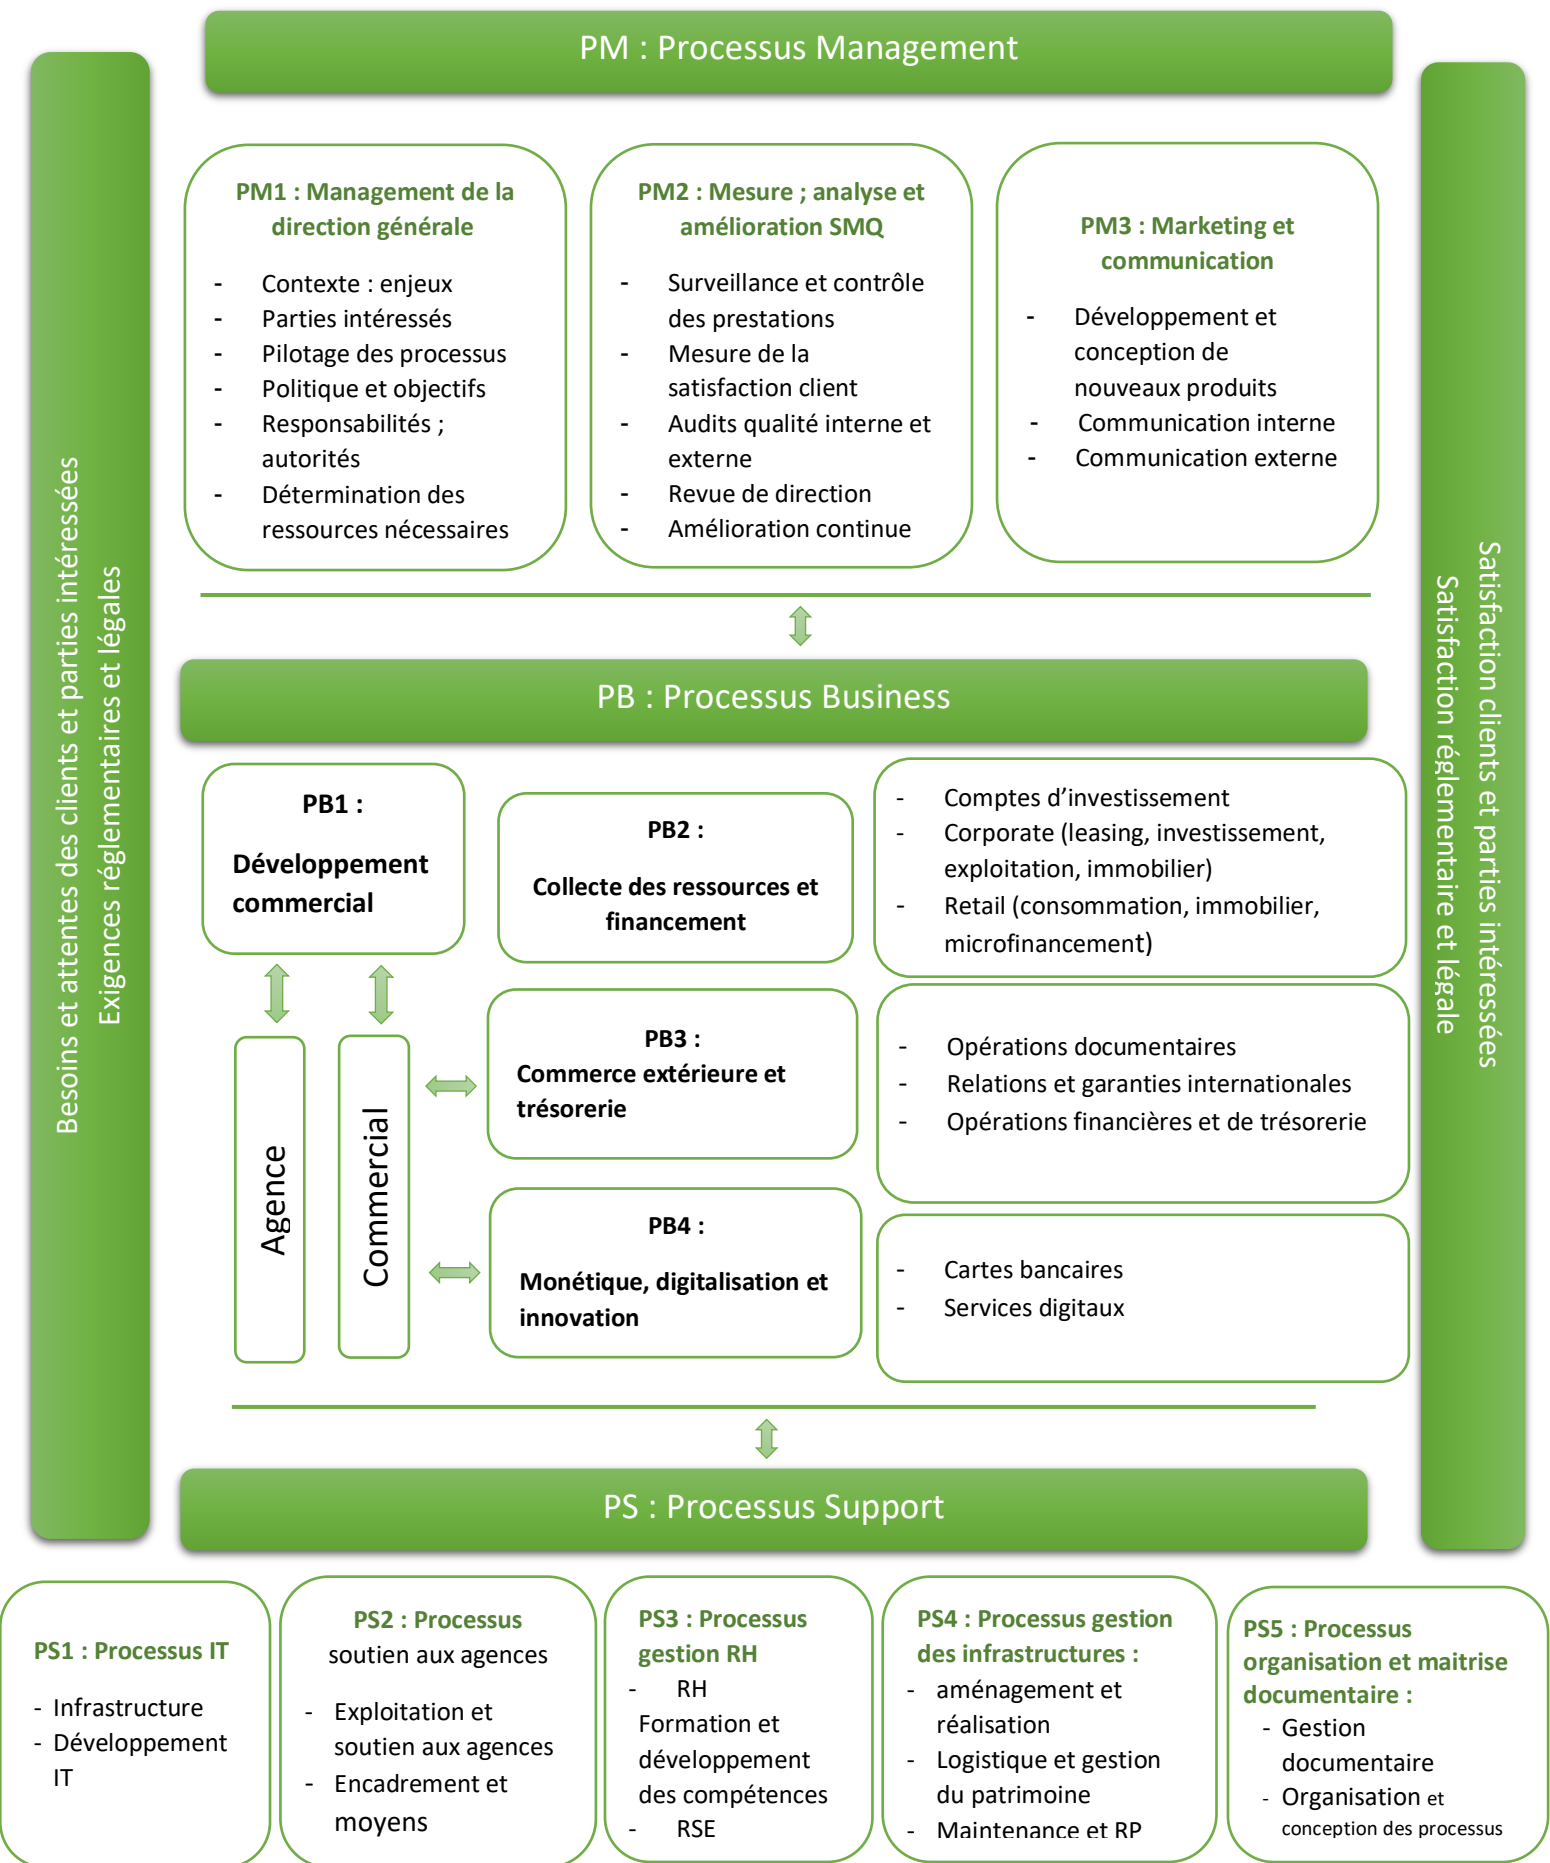 PM : Processus Management
Besoins et attentes des clients et parties intéressées
Exigences réglementaires et légales
PM1 : Management de la
direction générale
- Contexte : enjeux
- Parties intéressés
- Pilotage des processus
- Politique et objectifs
- Responsabilités ;
autorités
- Détermination des
ressources nécessaires
PM2 : Mesure ; analyse et
amélioration SMQ
- Surveillance et contrôle
des prestations
- Mesure de la
satisfaction client
- Audits qualité interne et
externe
- Revue de direction
- Amélioration continue
PM3 : Marketing et
communication
- Développement et
conception de
nouveaux produits
- Communication interne
- Communication externe
Satisfaction clients et parties intéressées
Satisfaction réglementaire et légale
PB : Processus Business
PB1 :
Développement
commercial
Agence
Commercial
PB2 :
Collecte des ressources et
financement
- Comptes d’investissement
- Corporate (leasing, investissement,
exploitation, immobilier)
- Retail (consommation, immobilier,
microfinancement)
PB3 :
Commerce extérieure et
trésorerie
- Opérations documentaires
- Relations et garanties internationales
- Opérations financières et de trésorerie
PB4 :
Monétique, digitalisation et
innovation
- Cartes bancaires
- Services digitaux
PS : Processus Support
PS1 : Processus IT
- Infrastructure
- Développement
IT
PS2 : Processus
soutien aux agences
- Exploitation et
soutien aux agences
- Encadrement et
moyens
PS3 : Processus
gestion RH
- RH
Formation et
développement
des compétences
- RSE
PS4 : Processus gestion
des infrastructures :
- aménagement et
réalisation
- Logistique et gestion
du patrimoine
- Maintenance et RP
PS5 : Processus
organisation et maitrise
documentaire :
- Gestion
documentaire
- Organisation et
conception des processus